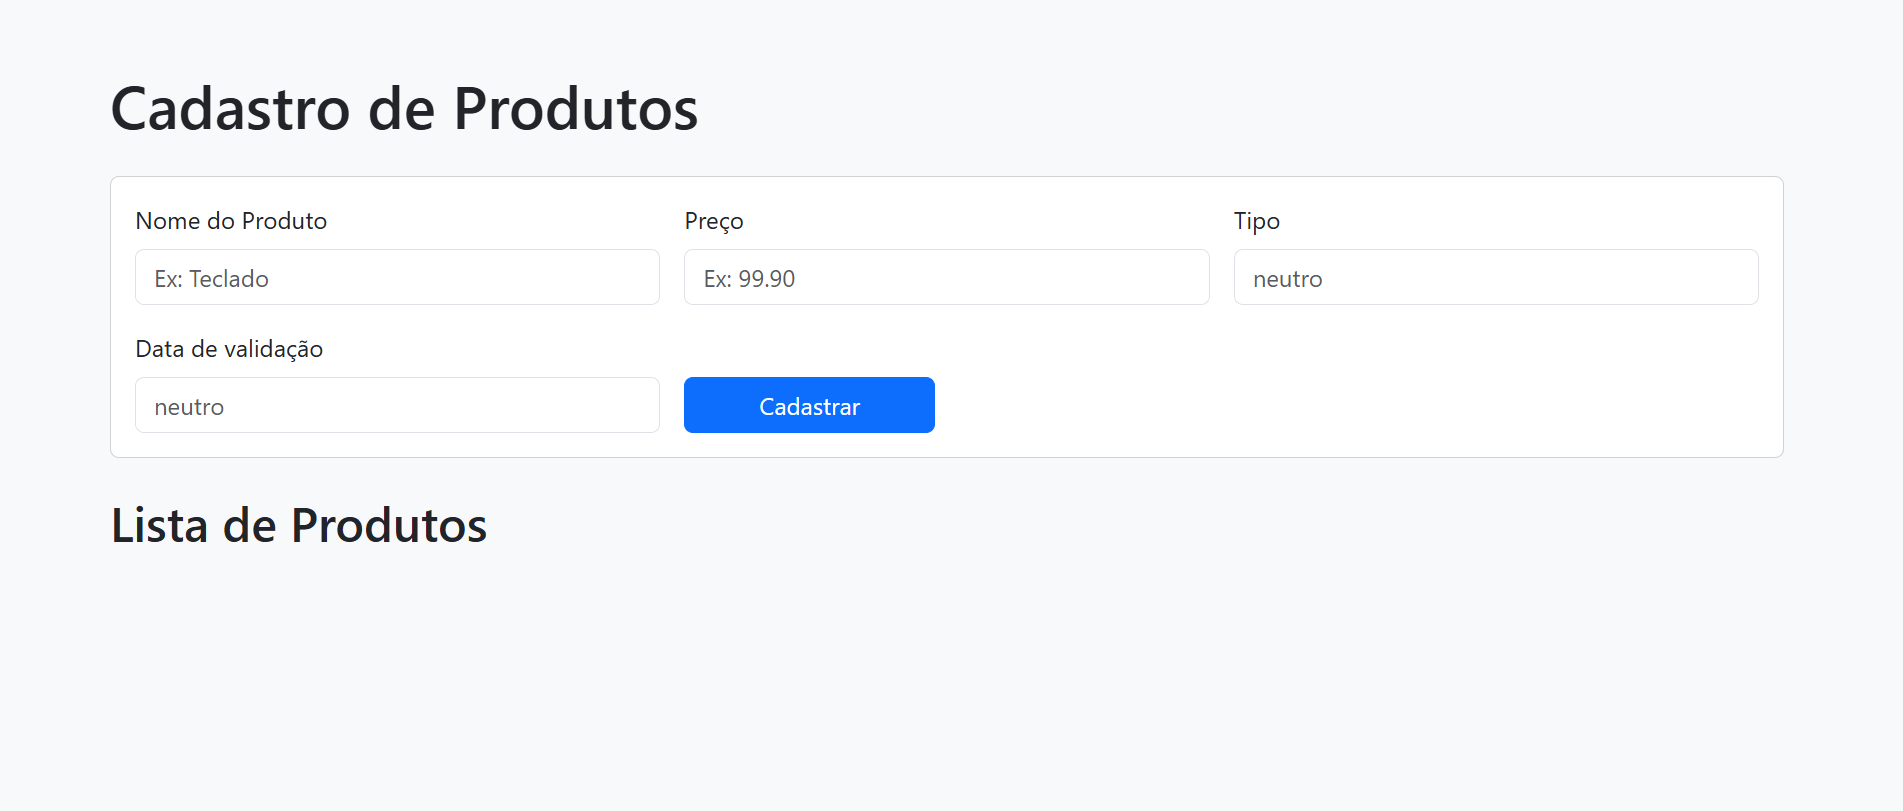 Cadastro de Produtos
Nome do Produto
Preço
Tipo
Ex: Teclado
Ex: 99.90
neutro
Data de validação
neutro
Cadastrar
Lista de Produtos